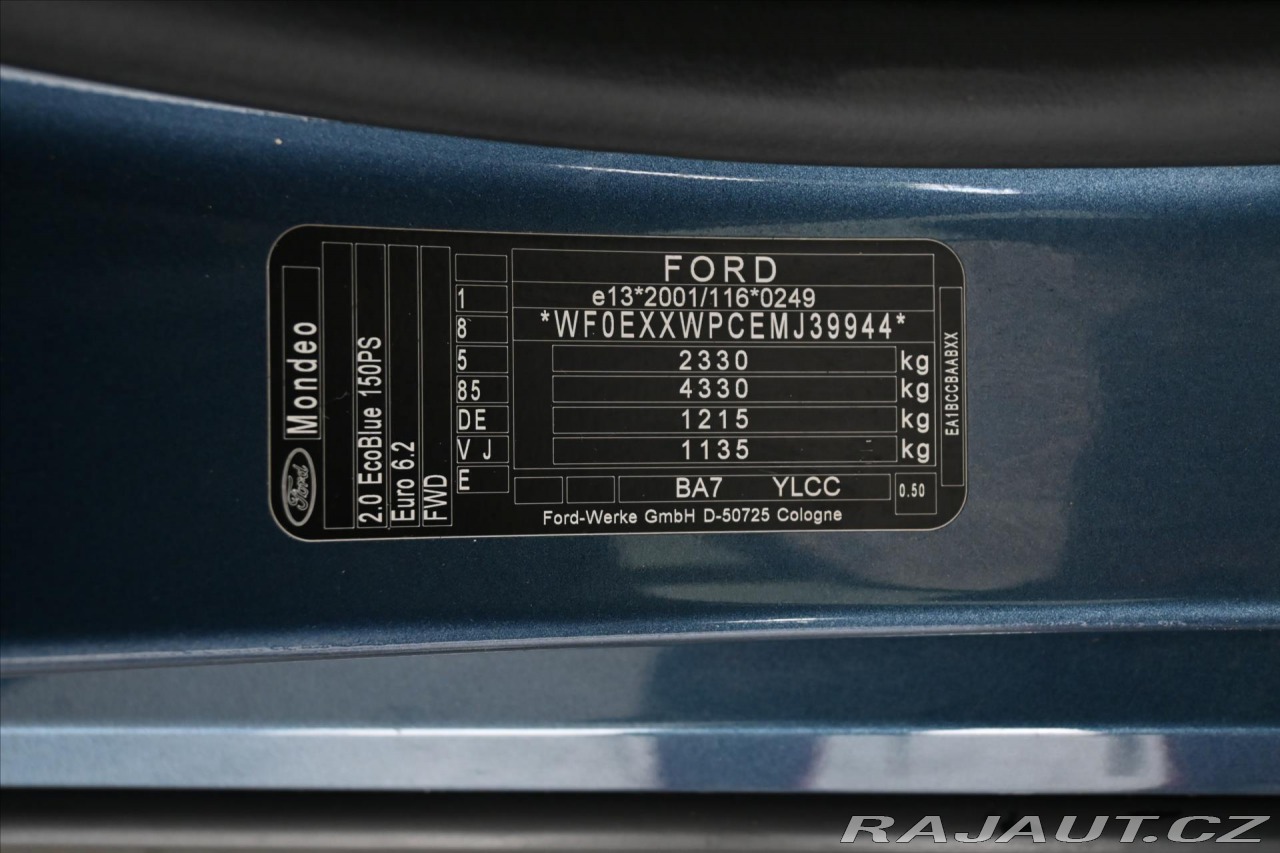 FORD
e13*2001/116*0249
*WF0EXXWPCEMJ39944*
2330 kg
4330 kg
1215 kg
1135 kg
BA7 YLCC
0.50
Ford-Werke GmbH D-50725 Cologne
1
8
5
85
DE
V J
E
Mondeo
Ford
2.0 EcoBlue 150PS
Euro 6.2
FWD
EA1BCCBAABXX
RAJAUT.CZ